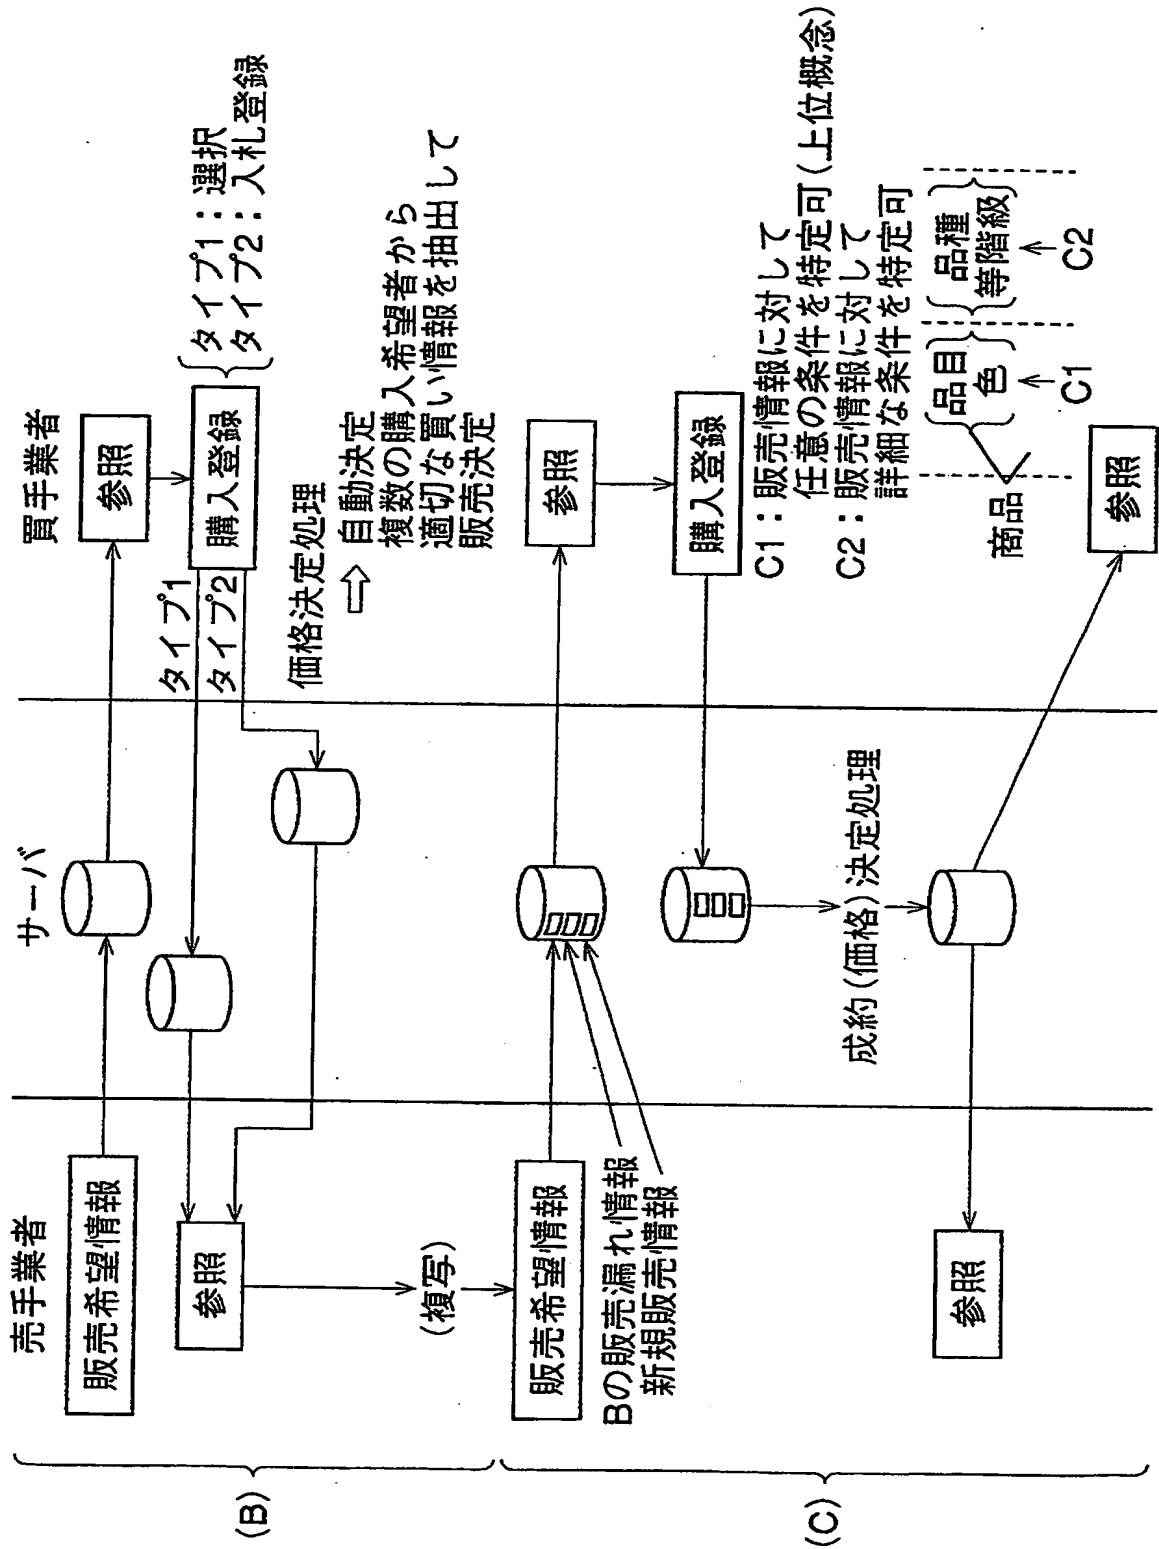 売手業者
サーバ
買手業者
(B)
販売希望情報
参照
参照
購入登録
タイプ1：選択
タイプ2：入札登録
タイプ1
タイプ2
価格決定処理
自動決定
複数の購入希望者から
適切な買い情報を抽出して
販売決定
(複写)
(C)
販売希望情報
Bの販売漏れ情報
新規販売情報
参照
購入登録
C1：販売情報に対して
任意の条件を特定可(上位概念)
C2：販売情報に対して
詳細な条件を特定可
商品
品目
色
品種
等階級
C1
C2
成約(価格)決定処理
参照
参照